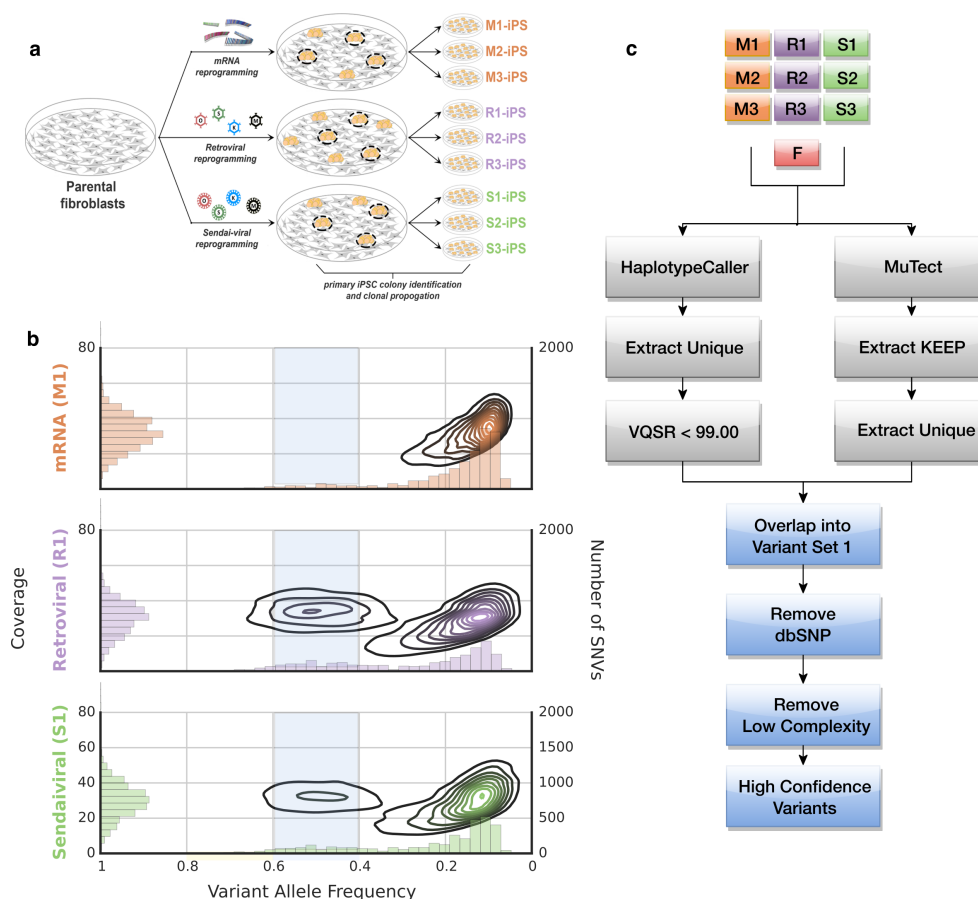 a
mRNA
reprogramming
O
S
K
M
Retroviral
reprogramming
O
S
K
M
Sendai-viral
reprogramming
Parental
fibroblasts
M1-iPS
M2-iPS
M3-iPS
R1-iPS
R2-iPS
R3-iPS
S1-iPS
S2-iPS
S3-iPS
primary iPSC colony identification
and clonal propogation
b
mRNA (M1)
80
2000
Retroviral (R1)
80
2000
Sendaiviral (S1)
80
60
40
20
0
2000
1500
1000
500
0
1
0.8
0.6
0.4
0.2
0
Coverage
Number of SNVs
Variant Allele Frequency
c
M1 R1 S1
M2 R2 S2
M3 R3 S3
F
HaplotypeCaller
Extract Unique
VQSR < 99.00
MuTect
Extract KEEP
Extract Unique
Overlap into
Variant Set 1
Remove
dbSNP
Remove
Low Complexity
High Confidence
Variants